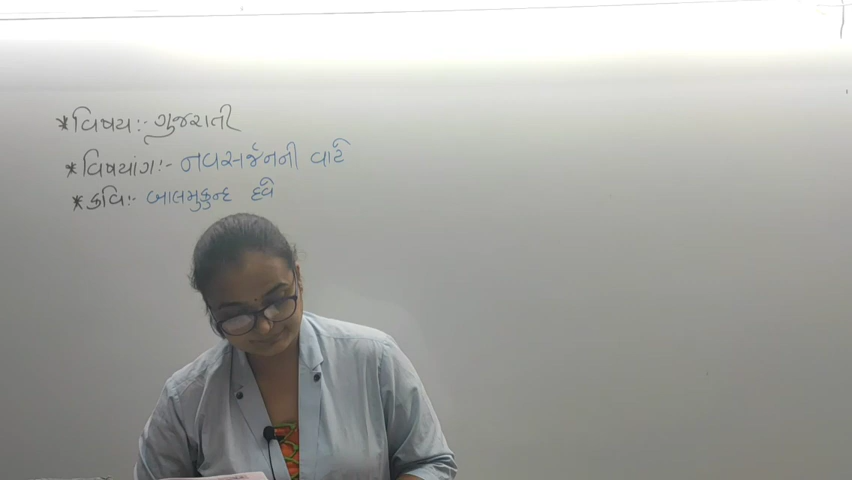 *વિષય:- ગુજરાતી
*વિષયાંગ:- નવસર્જનની વાટે
*કવિ:- બાલમુકુન્દ દવે